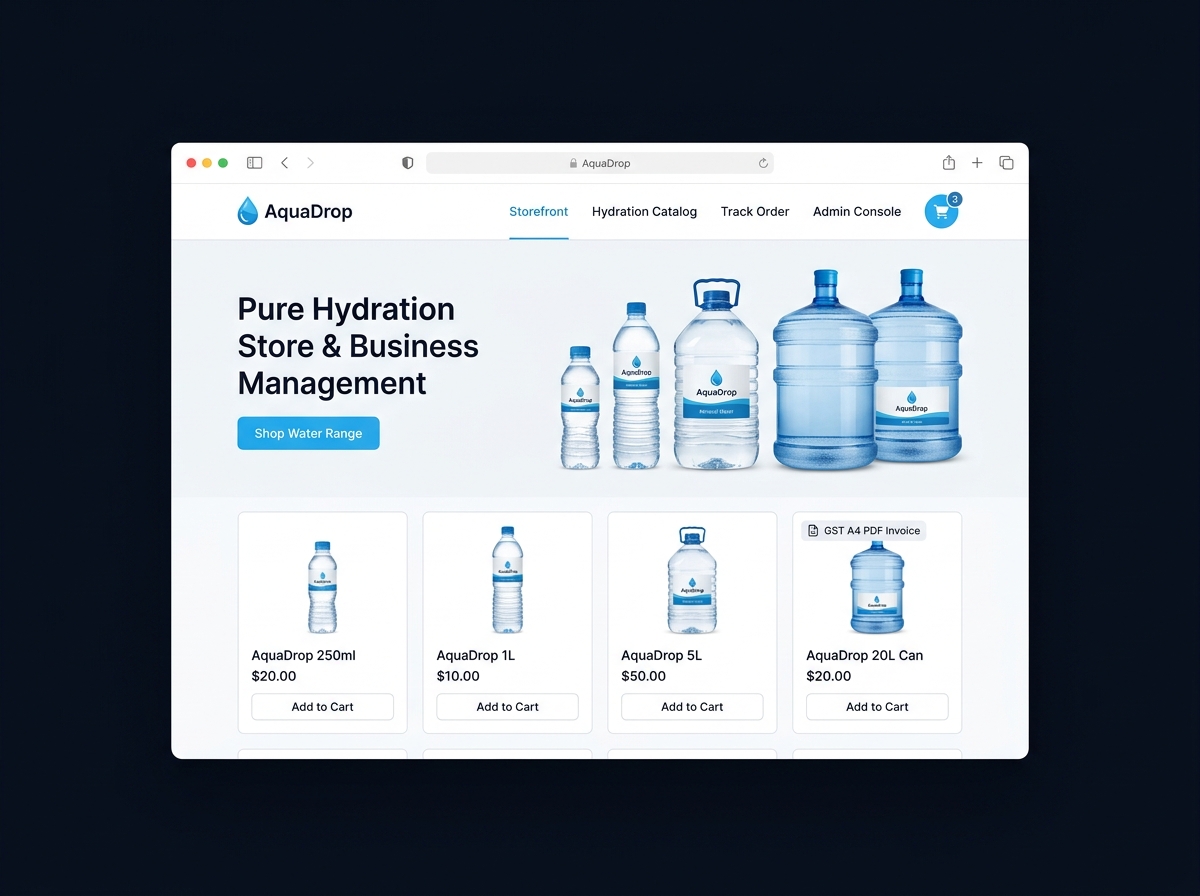 AquaDrop
AquaDrop
Storefront
Hydration Catalog
Track Order
Admin Console
3
Pure Hydration
Store & Business
Management
Shop Water Range
AquaDrop
GST A4 PDF Invoice
AquaDrop 250ml
$20.00
Add to Cart
AquaDrop 1L
$10.00
Add to Cart
AquaDrop 5L
$50.00
Add to Cart
AquaDrop 20L Can
$20.00
Add to Cart